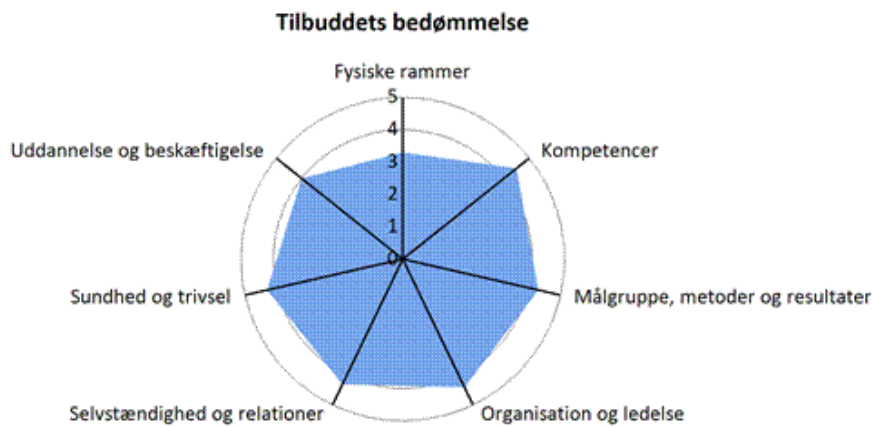 Tilbuddets bedømmelse
Fysiske rammer
5
4
3
2
1
0
Uddannelse og beskæftigelse
Kompetencer
Sundhed og trivsel
Målgruppe, metoder og resultater
Selvstændighed og relationer
Organisation og ledelse